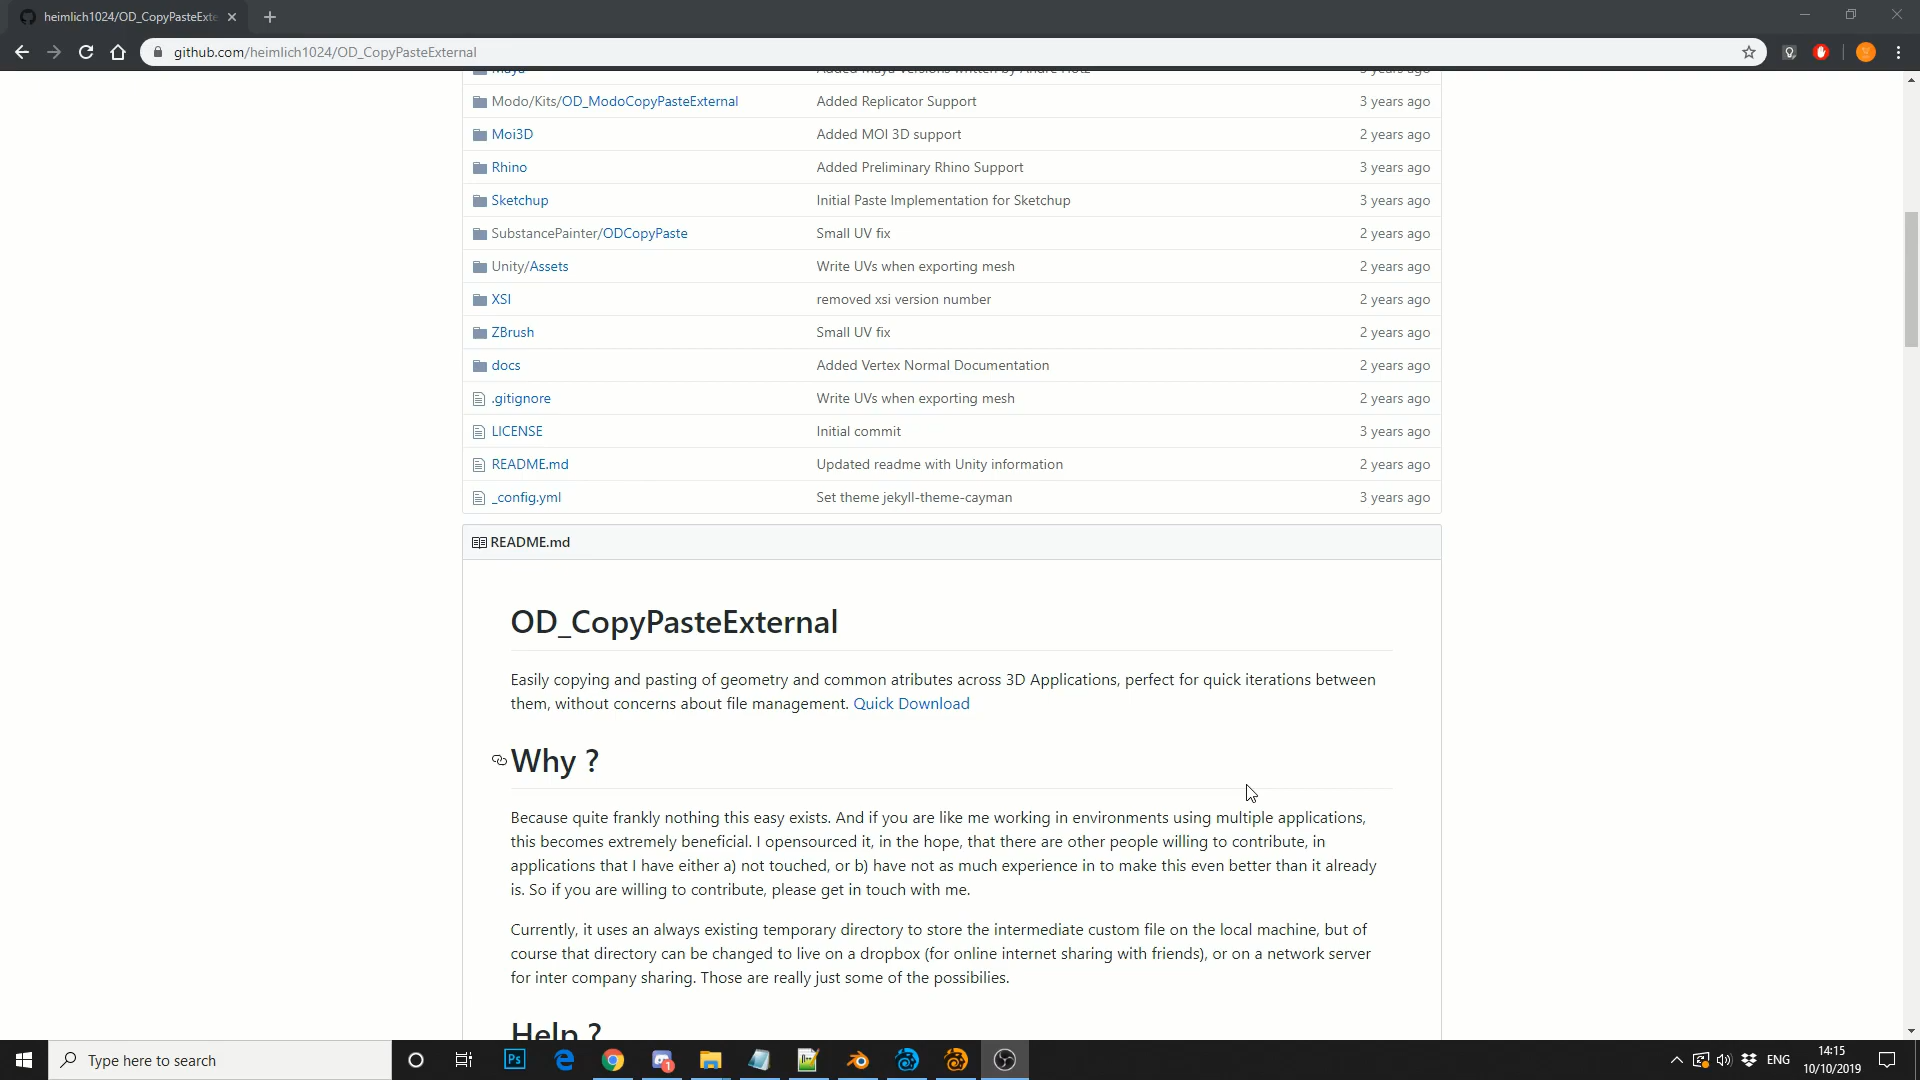 heimlich1024/OD_CopyPasteExte
github.com/heimlich1024/OD_CopyPasteExternal
Maya Added Maya Versions written by Andre Hotz 3 years ago
Modo/Kits/OD_ModoCopyPasteExternal Added Replicator Support 3 years ago
Moi3D Added MOI 3D support 2 years ago
Rhino Added Preliminary Rhino Support 3 years ago
Sketchup Initial Paste Implementation for Sketchup 3 years ago
SubstancePainter/ODCopyPaste Small UV fix 2 years ago
Unity/Assets Write UVs when exporting mesh 2 years ago
XSI removed xsi version number 2 years ago
ZBrush Small UV fix 2 years ago
docs Added Vertex Normal Documentation 2 years ago
.gitignore Write UVs when exporting mesh 2 years ago
LICENSE Initial commit 3 years ago
README.md Updated readme with Unity information 2 years ago
_config.yml Set theme jekyll-theme-cayman 3 years ago
README.md
OD_CopyPasteExternal
Easily copying and pasting of geometry and common atributes across 3D Applications, perfect for quick iterations between
them, without concerns about file management. Quick Download
Why ?
Because quite frankly nothing this easy exists. And if you are like me working in environments using multiple applications,
this becomes extremely beneficial. I opensourced it, in the hope, that there are other people willing to contribute, in
applications that I have either a) not touched, or b) have not as much experience in to make this even better than it already
is. So if you are willing to contribute, please get in touch with me.
Currently, it uses an always existing temporary directory to store the intermediate custom file on the local machine, but of
course that directory can be changed to live on a dropbox (for online internet sharing with friends), or on a network server
for inter company sharing. Those are really just some of the possibilies.
Help ?
Type here to search
Ps
1
ENG
14:15
10/10/2019